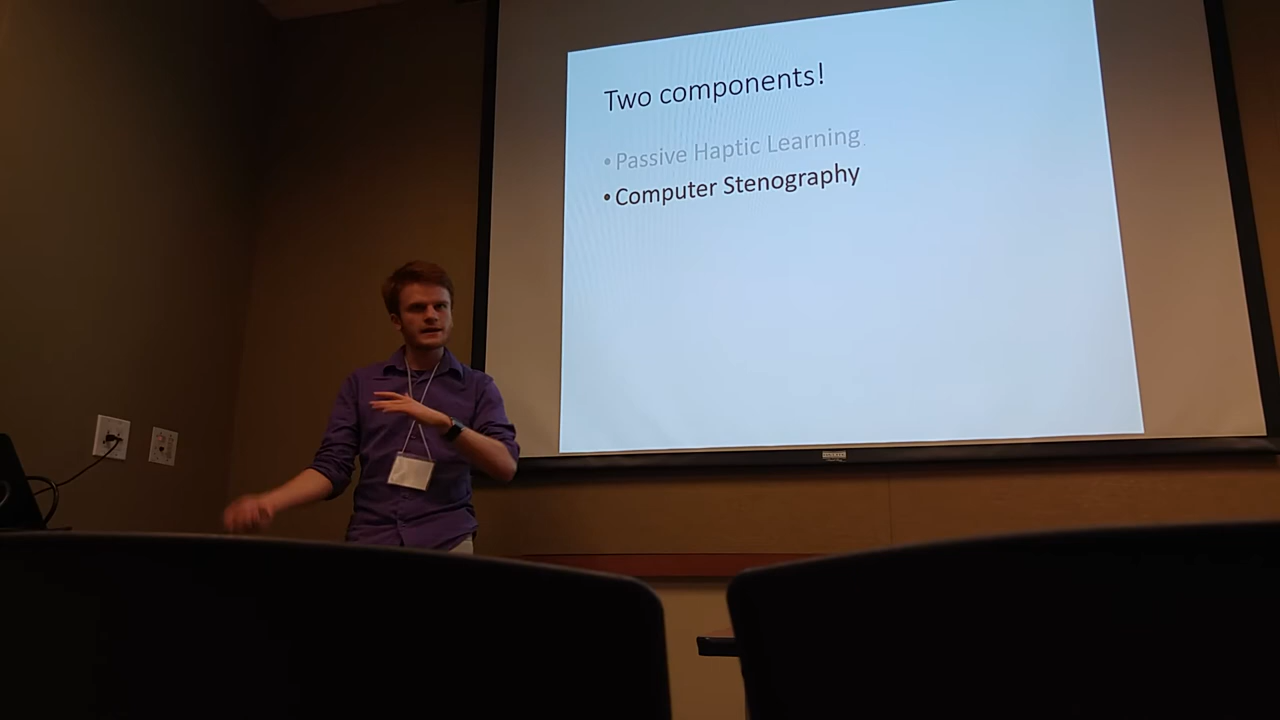 Two components!
• Passive Haptic Learning
• Computer Stenography